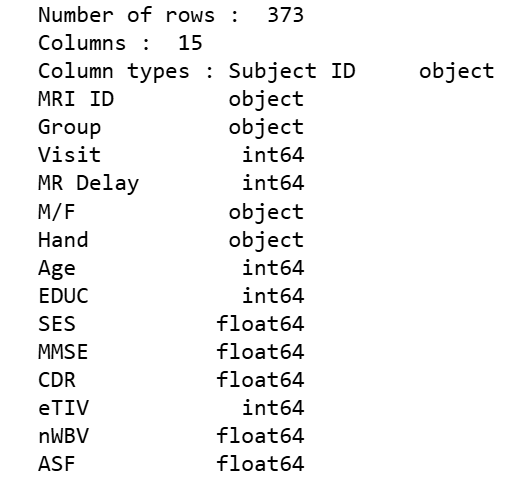 Number of rows :  373
Columns :  15
Column types : Subject ID     object
MRI ID         object
Group          object
Visit           int64
MR Delay        int64
M/F            object
Hand           object
Age             int64
EDUC            int64
SES           float64
MMSE          float64
CDR           float64
eTIV            int64
nWBV          float64
ASF           float64